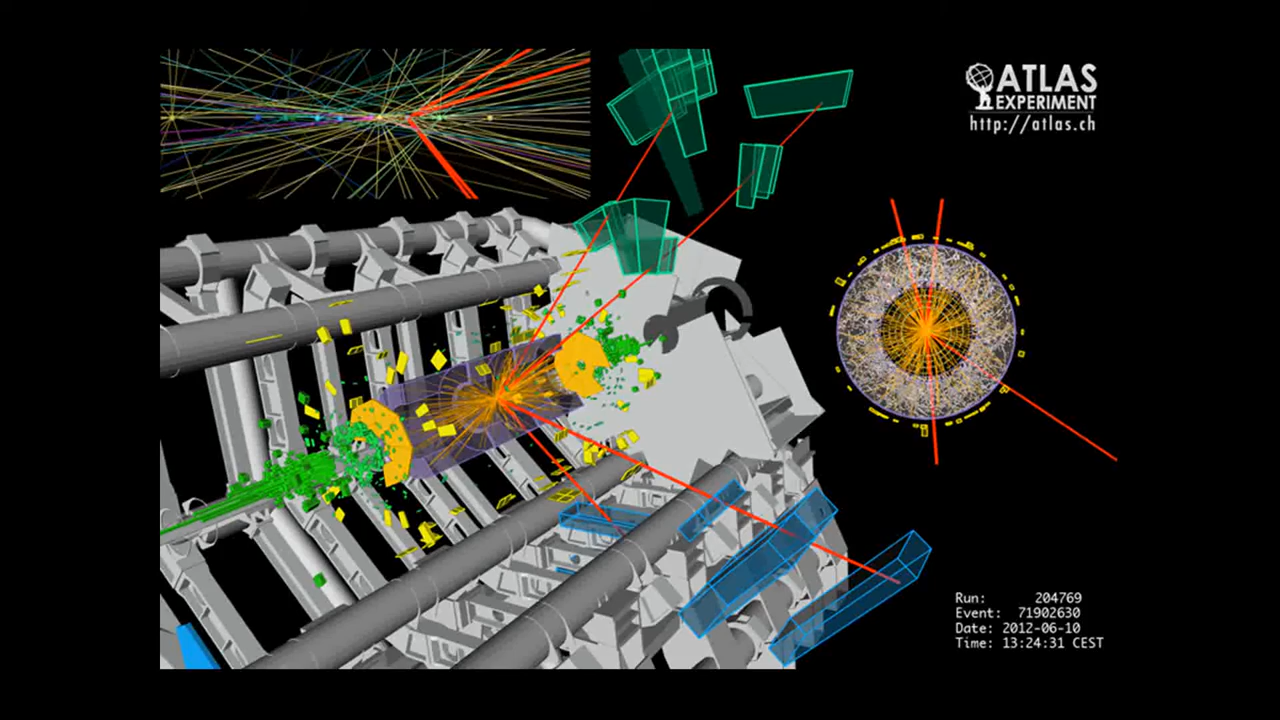 ATLAS
EXPERIMENT
http://atlas.ch
Run: 204769
Event: 71902630
Date: 2012-06-10
Time: 13:24:31 CEST